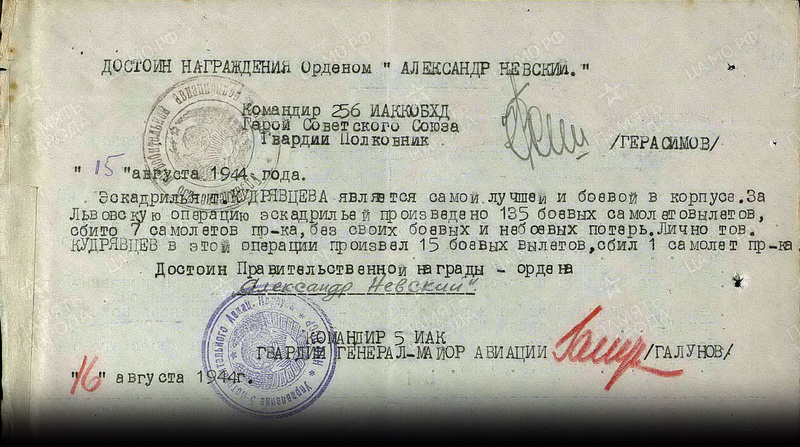 ДОСТОИН НАГРАЖДЕНИЯ Орденом " АЛЕКСАНДР НЕВСКИЙ."
Командир 256 ИАККОБХД
Герой Советского Союза
Гвардии Полковник /ГЕРАСИМОВ/
" 15 "августа 1944 года.
Эскадрилья т.КУДРЯВЦЕВА является самой лучшей и боевой в корпусе.За
Львовскую операцию эскадрильей произведено 135 боевых самолетовылетов,
сбито 7 самолетов пр-ка,без своих боевых и небоевых потерь.Лично тов.
КУДРЯВЦЕВ в этой операции произвел 15 боевых вылетов,сбил 1 самолет пр-ка.
Достоин Правительственной награды - ордена
"Александр Невский"
КОМАНДИР 5 ИАК
ГВАРДИИ ГЕНЕРАЛ-МАЙОР АВИАЦИИ /ГАЛУНОВ/
"16" августа 1944г.